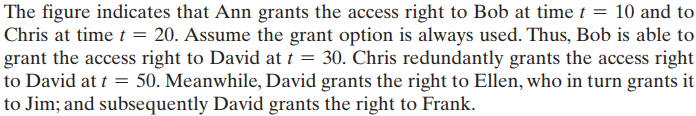 The figure indicates that Ann grants the access right to Bob at time t = 10 and to
Chris at time t = 20. Assume the grant option is always used. Thus, Bob is able to
grant the access right to David at t = 30. Chris redundantly grants the access right
to David at t = 50. Meanwhile, David grants the right to Ellen, who in turn grants it
to Jim; and subsequently David grants the right to Frank.